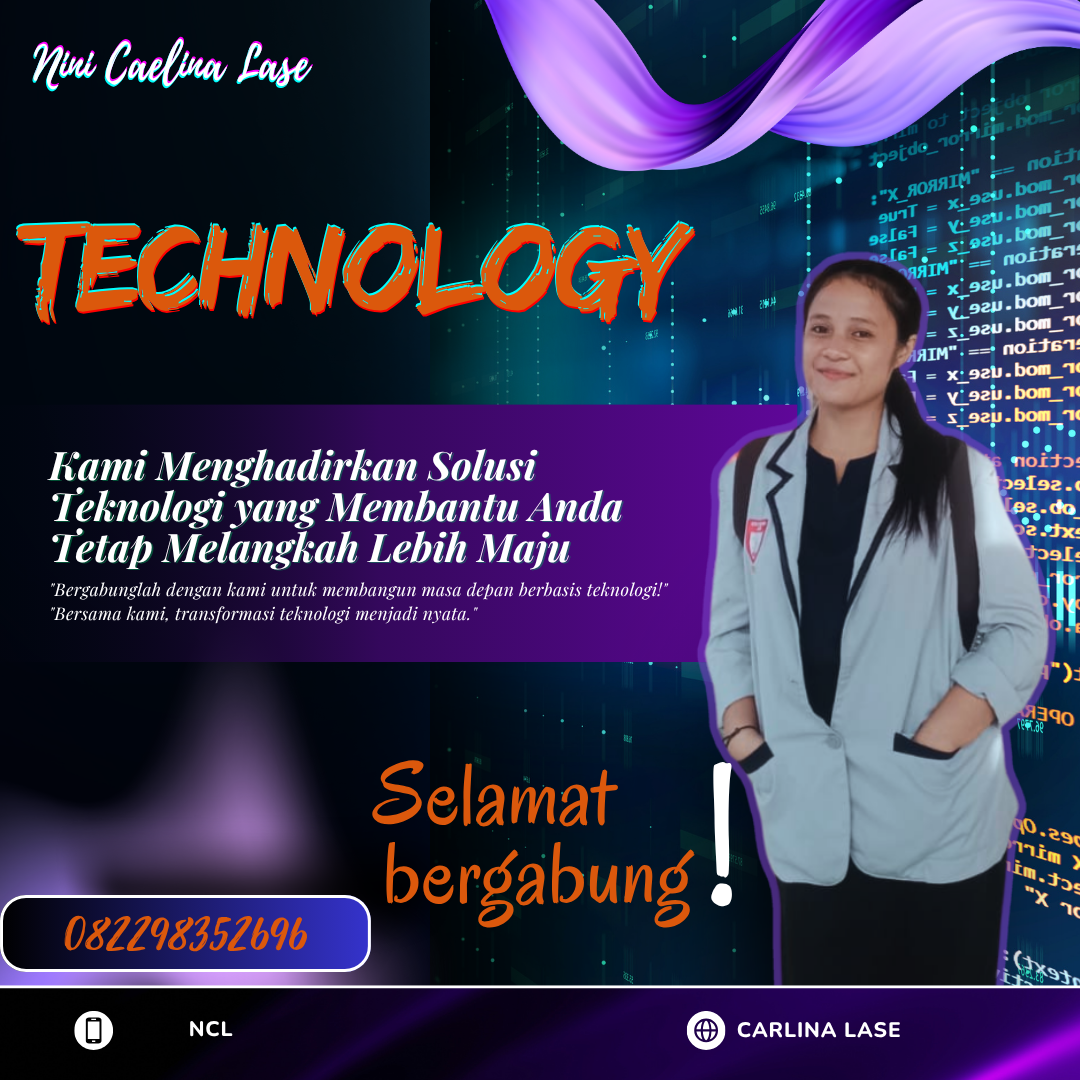 Nini Caelina Lase
TECHNOLOGY
Kami Menghadirkan Solusi
Teknologi yang Membantu Anda
Tetap Melangkah Lebih Maju
"Bergabunglah dengan kami untuk membangun masa depan berbasis teknologi!"
"Bersama kami, transformasi teknologi menjadi nyata."
Selamat
bergabung!
082298352696
NCL
CARLINA LASE